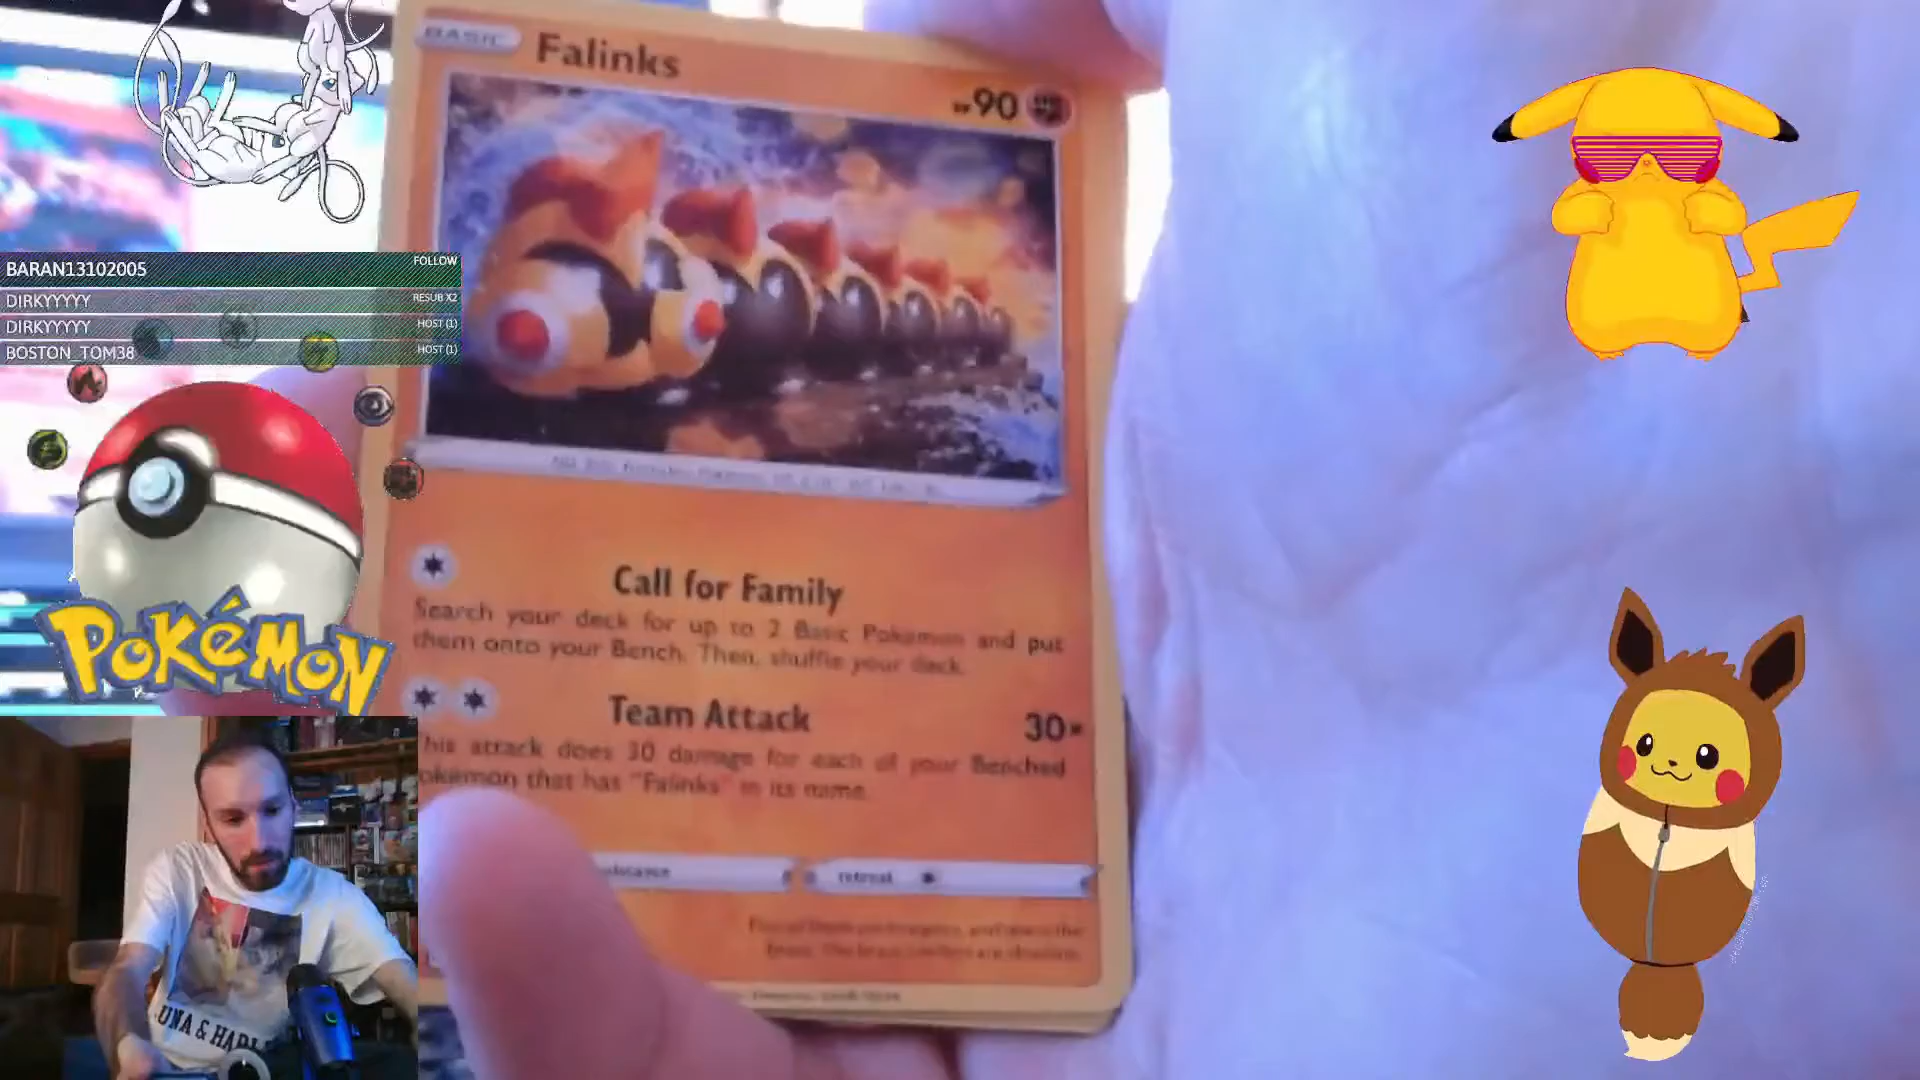 BASIC
Falinks
90
BARAN13102005 FOLLOW
DIRKYYYYY RESUB X2
DIRKYYYYY HOST (1)
BOSTON_TOM38 HOST (1)
Call for Family
Search your deck for up to 2 Basic Pokémon and put
them onto your Bench. Then, shuffle your deck.
Team Attack 30×
This attack does 30 damage for each of your Benched
Pokémon that has "Falinks" in its name.
retreat
POKÉMON
LUNA & HARL